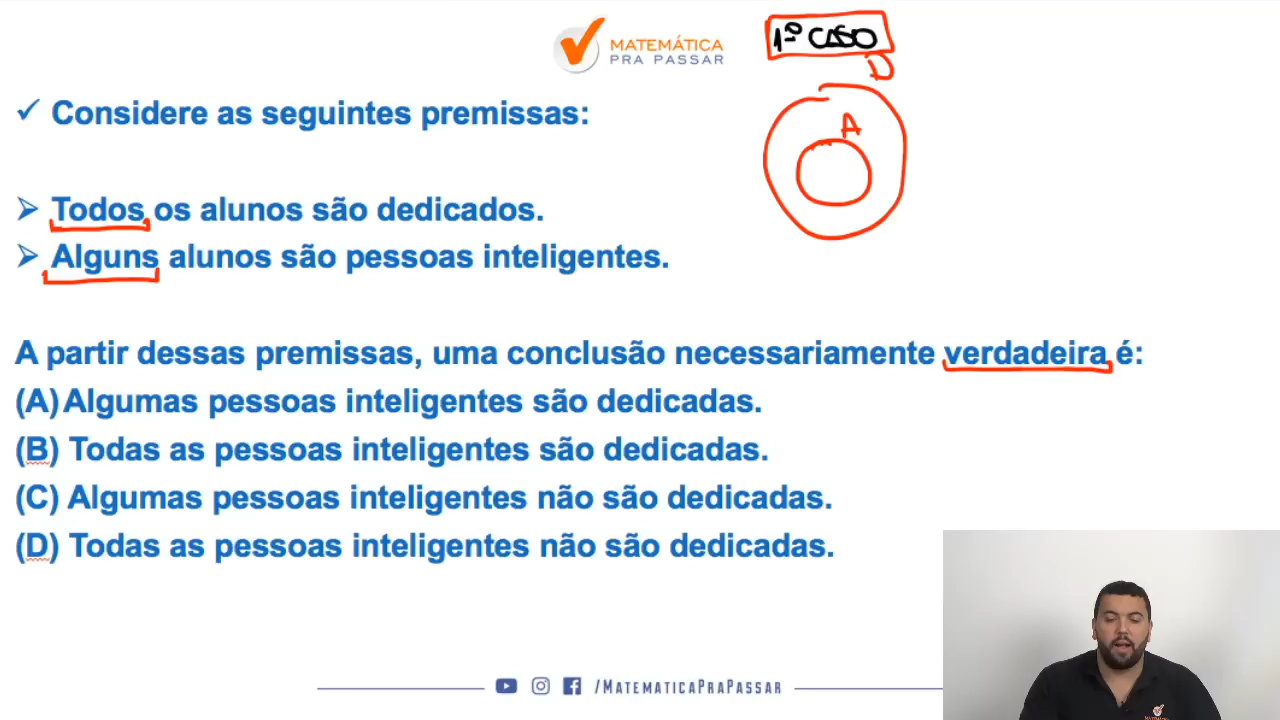 MATEMÁTICA
PRA PASSAR
1º CASO
D
A
✓ Considere as seguintes premissas:
➢ Todos os alunos são dedicados.
➢ Alguns alunos são pessoas inteligentes.
A partir dessas premissas, uma conclusão necessariamente verdadeira é:
(A) Algumas pessoas inteligentes são dedicadas.
(B) Todas as pessoas inteligentes são dedicadas.
(C) Algumas pessoas inteligentes não são dedicadas.
(D) Todas as pessoas inteligentes não são dedicadas.
/MATEMATICAPRAPASSAR